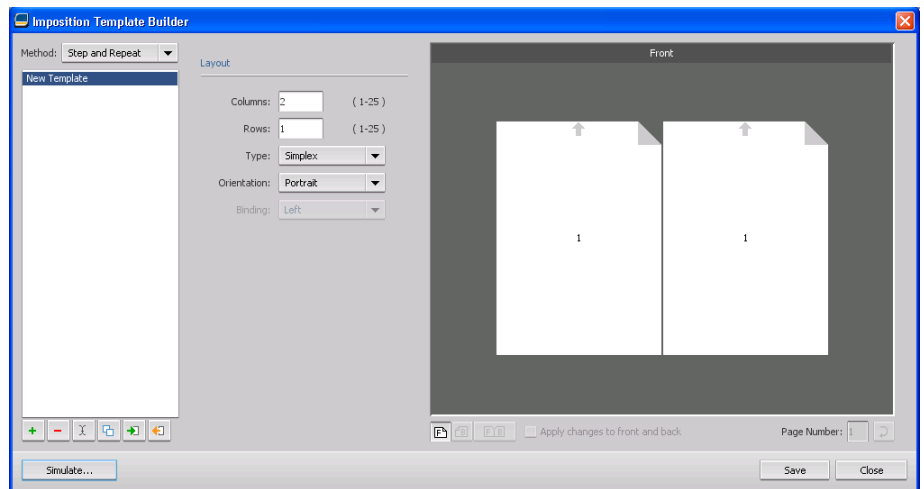 Imposition Template Builder
Method: Step and Repeat
New Template
Layout
Columns: 2 (1-25)
Rows: 1 (1-25)
Type: Simplex
Orientation: Portrait
Binding: Left
Front
1 1
F B F B Apply changes to front and back Page Number: 1
Simulate... Save Close